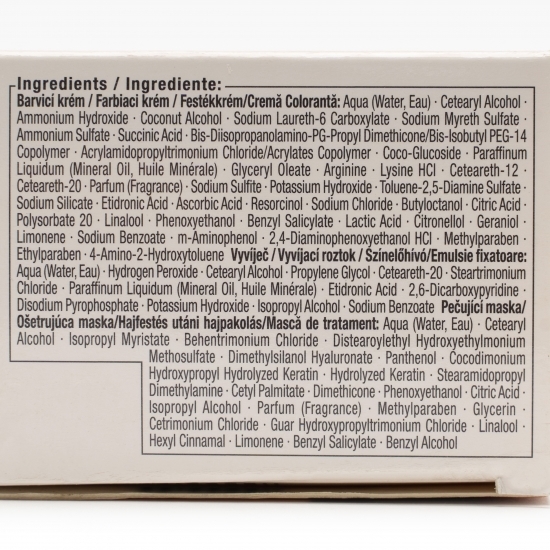 Ingredients / Ingrediente:
Barvicí krém / Farbiaci krém / Festékkrém/Cremă Colorantă: Aqua (Water, Eau) · Cetearyl Alcohol ·
Ammonium Hydroxide · Coconut Alcohol · Sodium Laureth-6 Carboxylate · Sodium Myreth Sulfate ·
Ammonium Sulfate · Succinic Acid · Bis-Diisopropanolamino-PG-Propyl Dimethicone/Bis-Isobutyl PEG-14
Copolymer · Acrylamidopropyltrimonium Chloride/Acrylates Copolymer · Coco-Glucoside · Paraffinum
Liquidum (Mineral Oil, Huile Minérale) · Glyceryl Oleate · Arginine · Lysine HCl · Ceteareth-12 ·
Ceteareth-20 · Parfum (Fragrance) · Sodium Sulfite · Potassium Hydroxide · Toluene-2,5-Diamine Sulfate ·
Sodium Silicate · Etidronic Acid · Ascorbic Acid · Resorcinol · Sodium Chloride · Butyloctanol · Citric Acid ·
Polysorbate 20 · Linalool · Phenoxyethanol · Benzyl Salicylate · Lactic Acid · Citronellol · Geraniol ·
Limonene · Sodium Benzoate · m-Aminophenol · 2,4-Diaminophenoxyethanol HCl · Methylparaben ·
Ethylparaben · 4-Amino-2-Hydroxytoluene Vyvíječ / Vyvíjací roztok / Színelőhívó/Emulsie fixatoare:
Aqua (Water, Eau) · Hydrogen Peroxide · Cetearyl Alcohol · Propylene Glycol · Ceteareth-20 · Steartrimonium
Chloride · Paraffinum Liquidum (Mineral Oil, Huile Minérale) · Etidronic Acid · 2,6-Dicarboxypyridine ·
Disodium Pyrophosphate · Potassium Hydroxide · Isopropyl Alcohol · Sodium Benzoate Pečující maska/
Ošetrujúca maska/Hajfestés utáni hajpakolás/Mască de tratament: Aqua (Water, Eau) · Cetearyl
Alcohol · Isopropyl Myristate · Behentrimonium Chloride · Distearoylethyl Hydroxyethylmonium
Methosulfate · Dimethylsilanol Hyaluronate · Panthenol · Cocodimonium
Hydroxypropyl Hydrolyzed Keratin · Hydrolyzed Keratin · Stearamidopropyl
Dimethylamine · Cetyl Palmitate · Dimethicone · Phenoxyethanol · Citric Acid ·
Isopropyl Alcohol · Parfum (Fragrance) · Methylparaben · Glycerin ·
Cetrimonium Chloride · Guar Hydroxypropyltrimonium Chloride · Linalool ·
Hexyl Cinnamal · Limonene · Benzyl Salicylate · Benzyl Alcohol